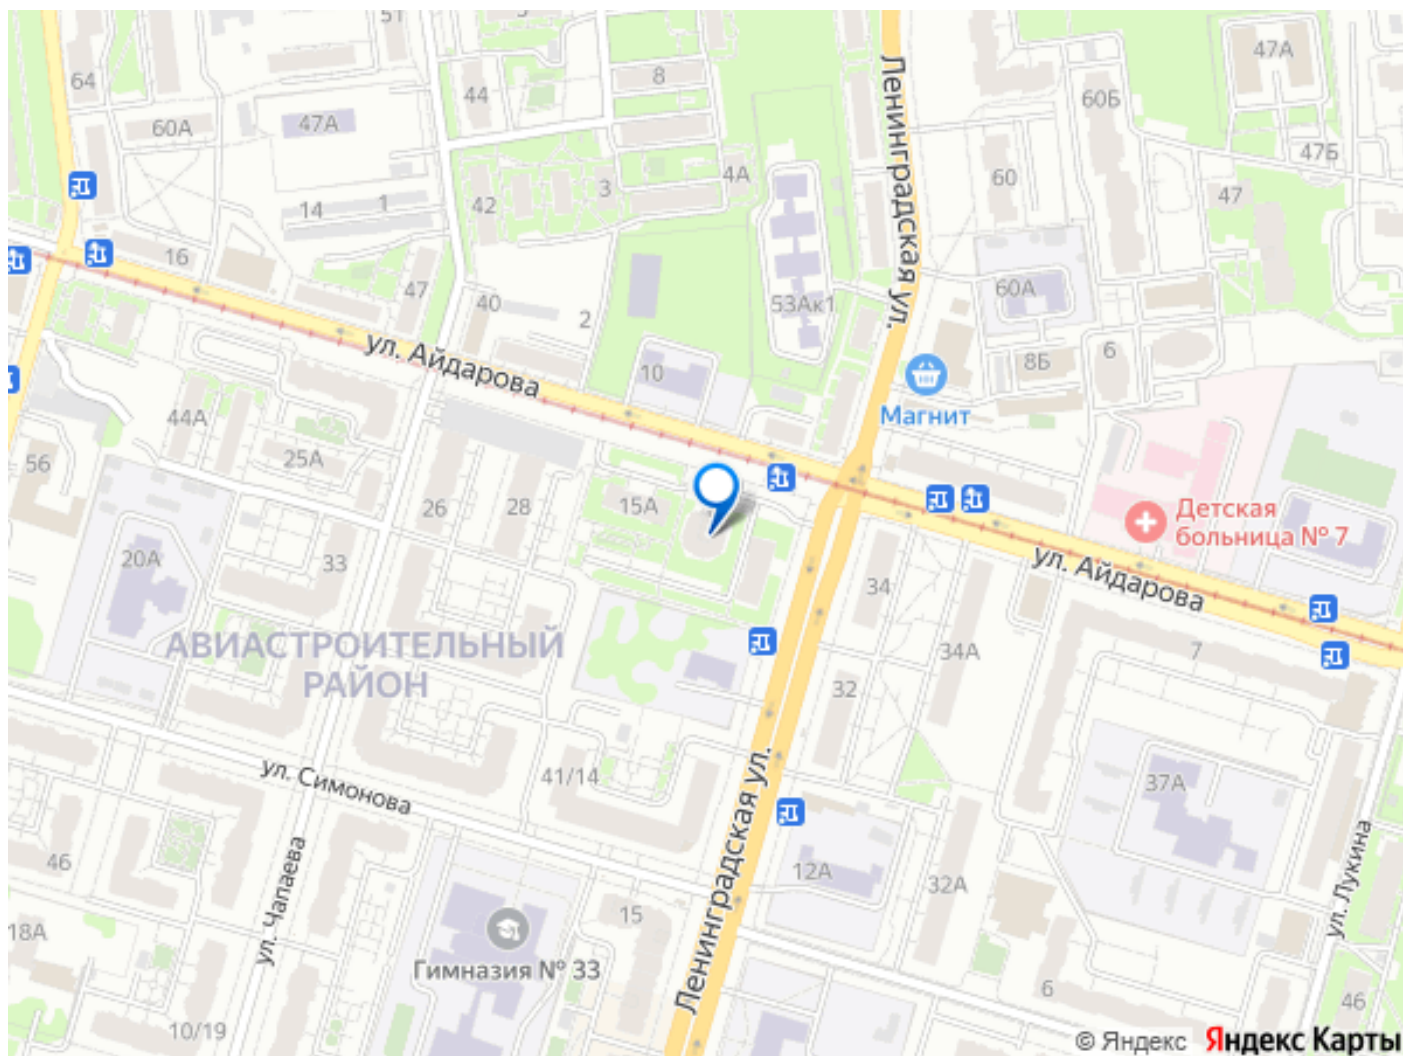 51
5
64
60А
47А
44
8
Ленинградская ул.
60Б
47А
47Б
14
1
42
3
4А
60
47
16
47
40
2
53Ак1
60А
ул. Айдарова
10
Магнит
8Б
6
44А
25А
56
26
28
15А
Детская
больница № 7
20А
33
34
ул. Айдарова
АВИАСТРОИТЕЛЬНЫЙ
РАЙОН
34А
7
32
ул. Симонова
41/14
Ленинградская ул.
37А
46
ул. Чапаева
12А
32А
ул. Лукина
18А
15
Гимназия № 33
10/19
6
46
© Яндекс Яндекс Карты